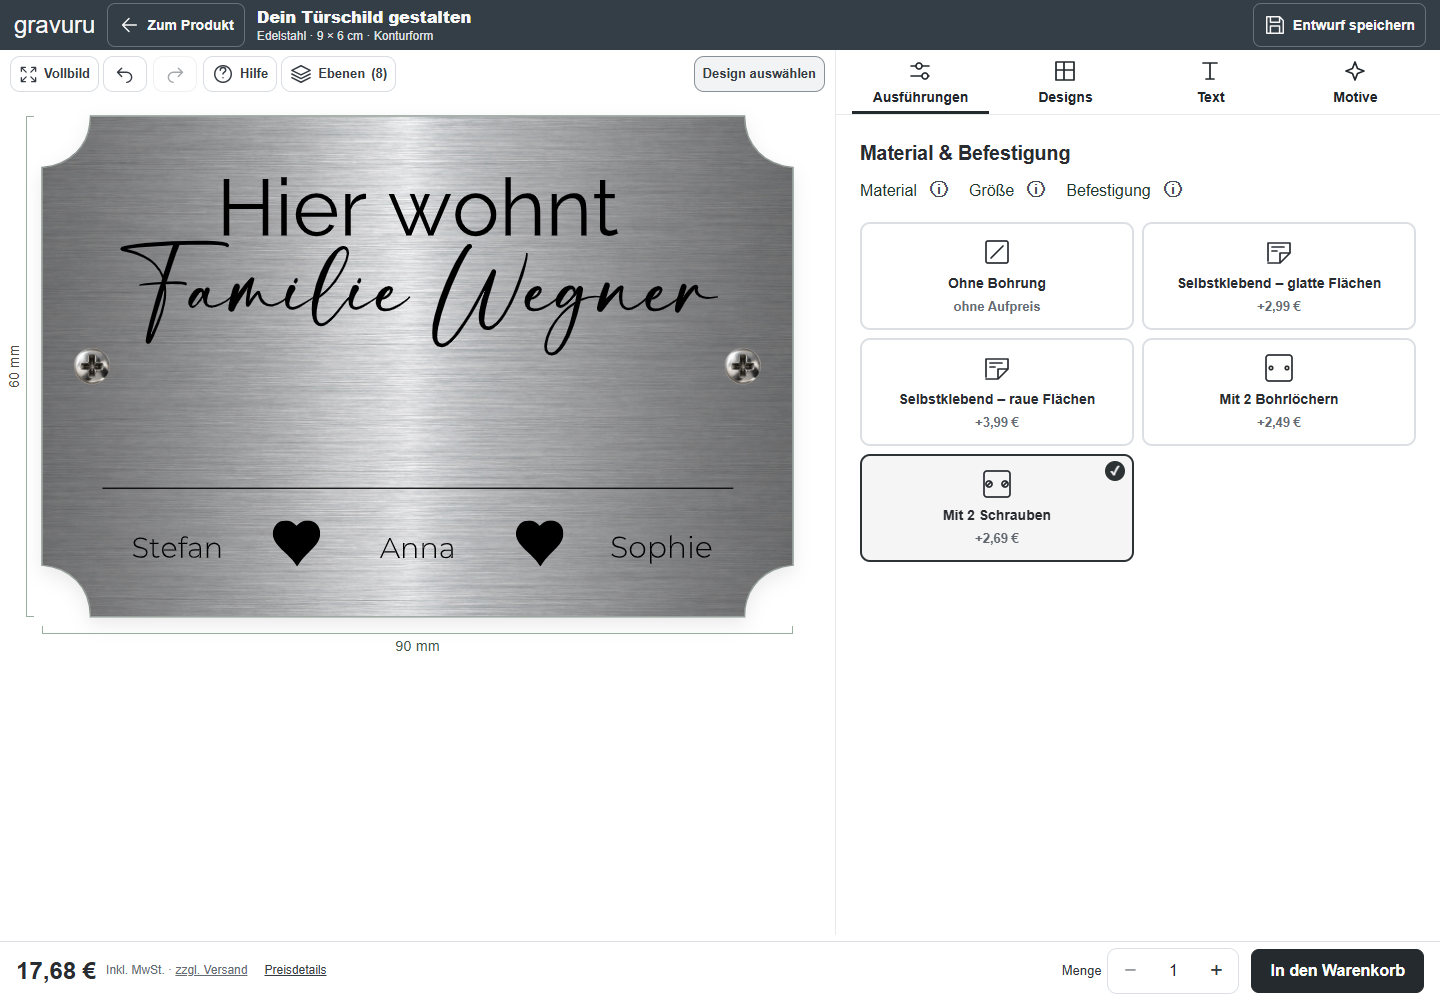 gravuru
Zum Produkt
Dein Türschild gestalten
Edelstahl · 9 × 6 cm · Konturform
Entwurf speichern
Vollbild
Hilfe
Ebenen (8)
Design auswählen
Ausführungen
Designs
Text
Motive
Hier wohnt
Familie Wegner
Stefan
Anna
Sophie
60 mm
90 mm
Material & Befestigung
Material
Größe
Befestigung
Ohne Bohrung
ohne Aufpreis
Selbstklebend – glatte Flächen
+2,99 €
Selbstklebend – raue Flächen
+3,99 €
Mit 2 Bohrlöchern
+2,49 €
Mit 2 Schrauben
+2,69 €
17,68 €
Inkl. MwSt. · zzgl. Versand
Preisdetails
Menge
− 1 +
In den Warenkorb